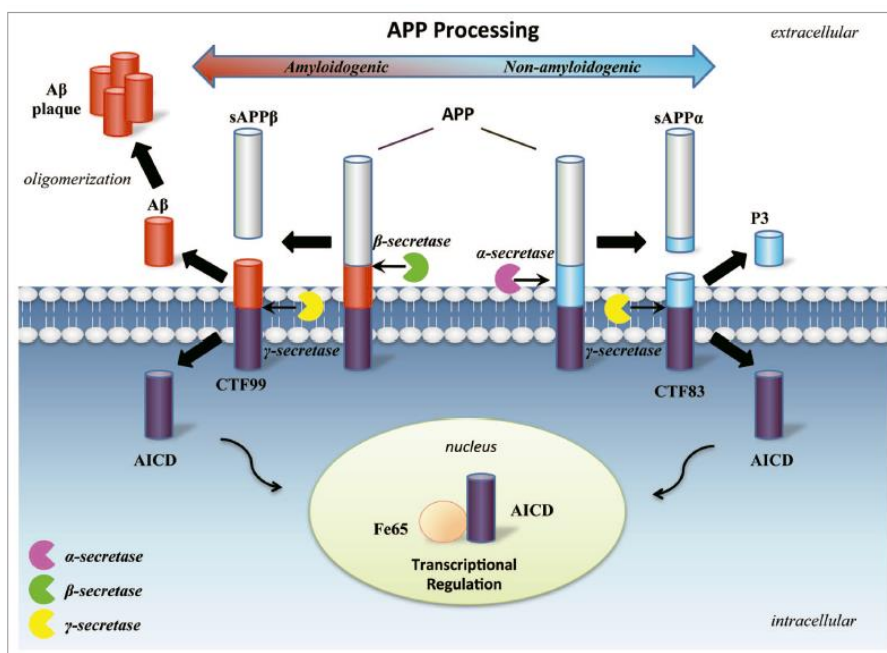 APP Processing
extracellular
Amyloidogenic
Non-amyloidogenic
Aβ
plaque
sAPPβ
APP
sAPPα
oligomerization
Aβ
P3
β-secretase
α-secretase
γ-secretase
γ-secretase
CTF99
CTF83
AICD
AICD
nucleus
AICD
Fe65
Transcriptional
Regulation
α-secretase
β-secretase
γ-secretase
intracellular